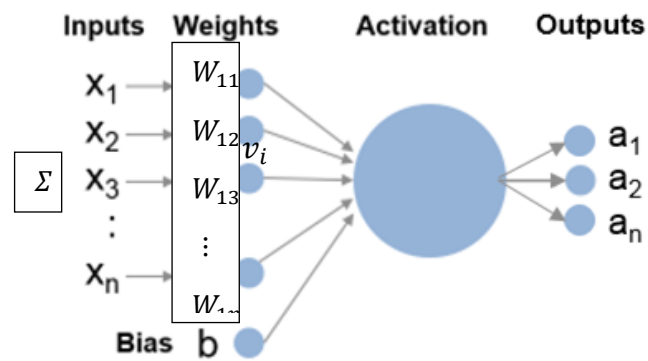 Inputs Weights Activation Outputs
x₁ W₁₁
x₂ W₁₂ vᵢ
Σ x₃ W₁₃
⋮ ⋮
xₙ
Bias b
a₁
a₂
aₙ